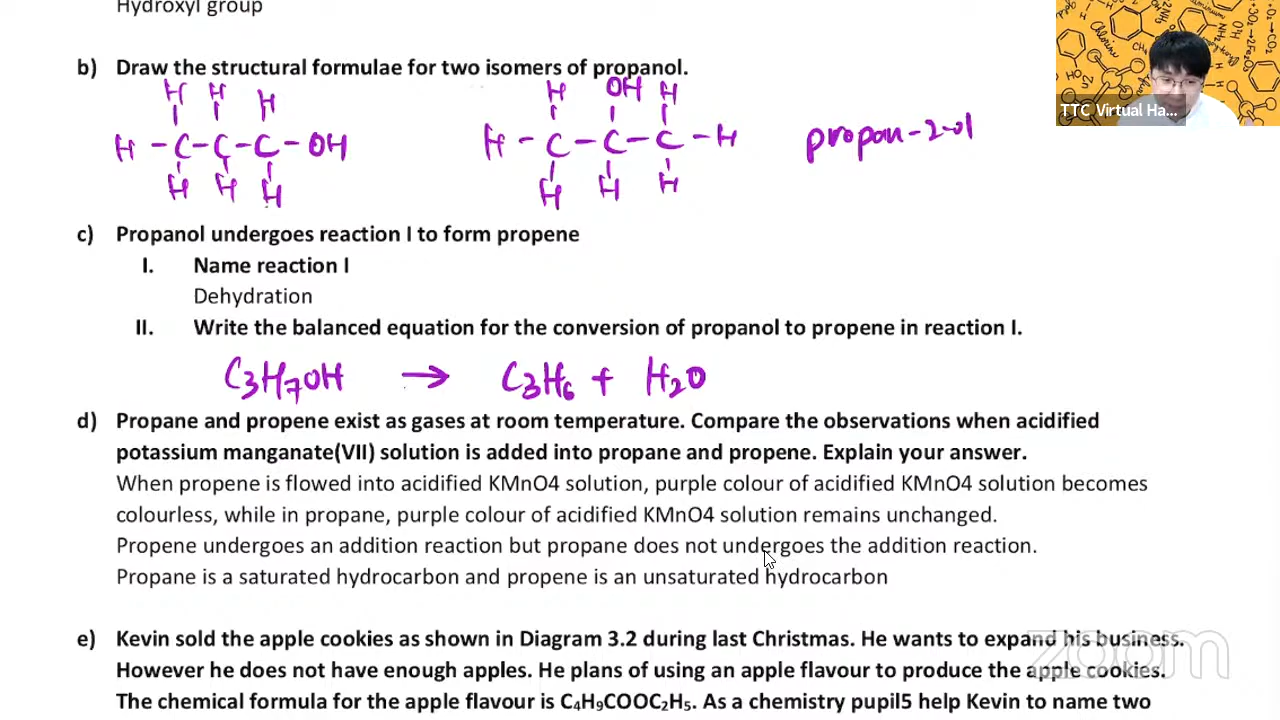 Hydroxyl group
b) Draw the structural formulae for two isomers of propanol.
H H H
H - C - C - C - OH
H H H
H OH H
H - C - C - C - H
H H H
propan-2-ol
TTC Virtual Ha...
c) Propanol undergoes reaction I to form propene
I. Name reaction I
Dehydration
II. Write the balanced equation for the conversion of propanol to propene in reaction I.
C₃H₇OH → C₃H₆ + H₂O
d) Propane and propene exist as gases at room temperature. Compare the observations when acidified
potassium manganate(VII) solution is added into propane and propene. Explain your answer.
When propene is flowed into acidified KMnO4 solution, purple colour of acidified KMnO4 solution becomes
colourless, while in propane, purple colour of acidified KMnO4 solution remains unchanged.
Propene undergoes an addition reaction but propane does not undergoes the addition reaction.
Propane is a saturated hydrocarbon and propene is an unsaturated hydrocarbon
e) Kevin sold the apple cookies as shown in Diagram 3.2 during last Christmas. He wants to expand his business.
However he does not have enough apples. He plans of using an apple flavour to produce the apple cookies.
The chemical formula for the apple flavour is C₄H₉COOC₂H₅. As a chemistry pupil5 help Kevin to name two
zoom